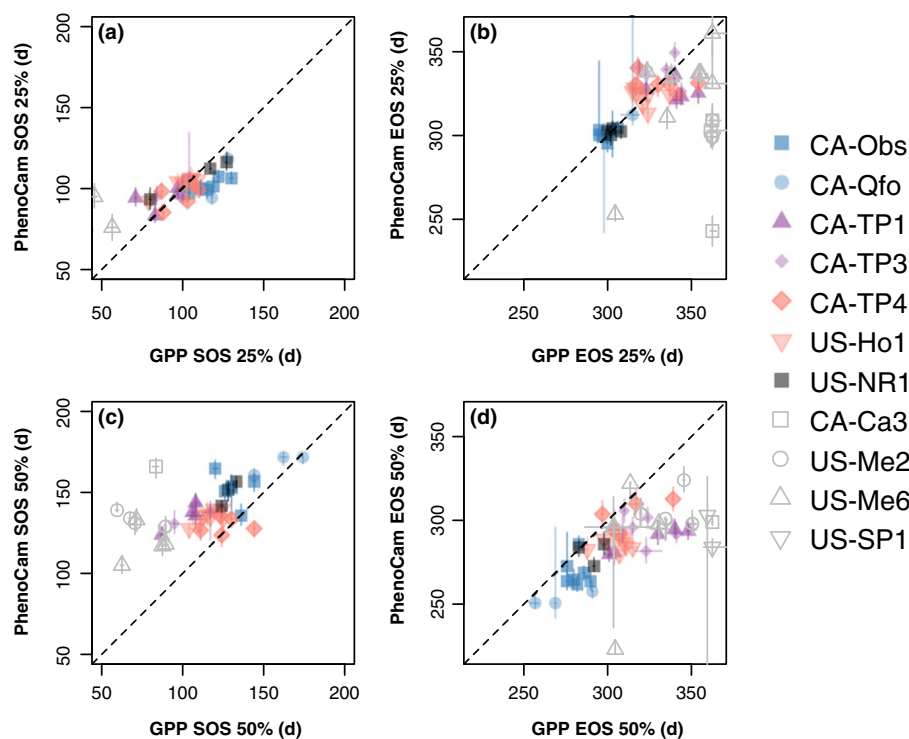 (a)
PhenoCam SOS 25% (d)
50 100 150 200
50 100 150 200
GPP SOS 25% (d)
(b)
PhenoCam EOS 25% (d)
250 300 350
250 300 350
GPP EOS 25% (d)
(c)
PhenoCam SOS 50% (d)
50 100 150 200
50 100 150 200
GPP SOS 50% (d)
(d)
PhenoCam EOS 50% (d)
250 300 350
250 300 350
GPP EOS 50% (d)
CA-Obs
CA-Qfo
CA-TP1
CA-TP3
CA-TP4
US-Ho1
US-NR1
CA-Ca3
US-Me2
US-Me6
US-SP1